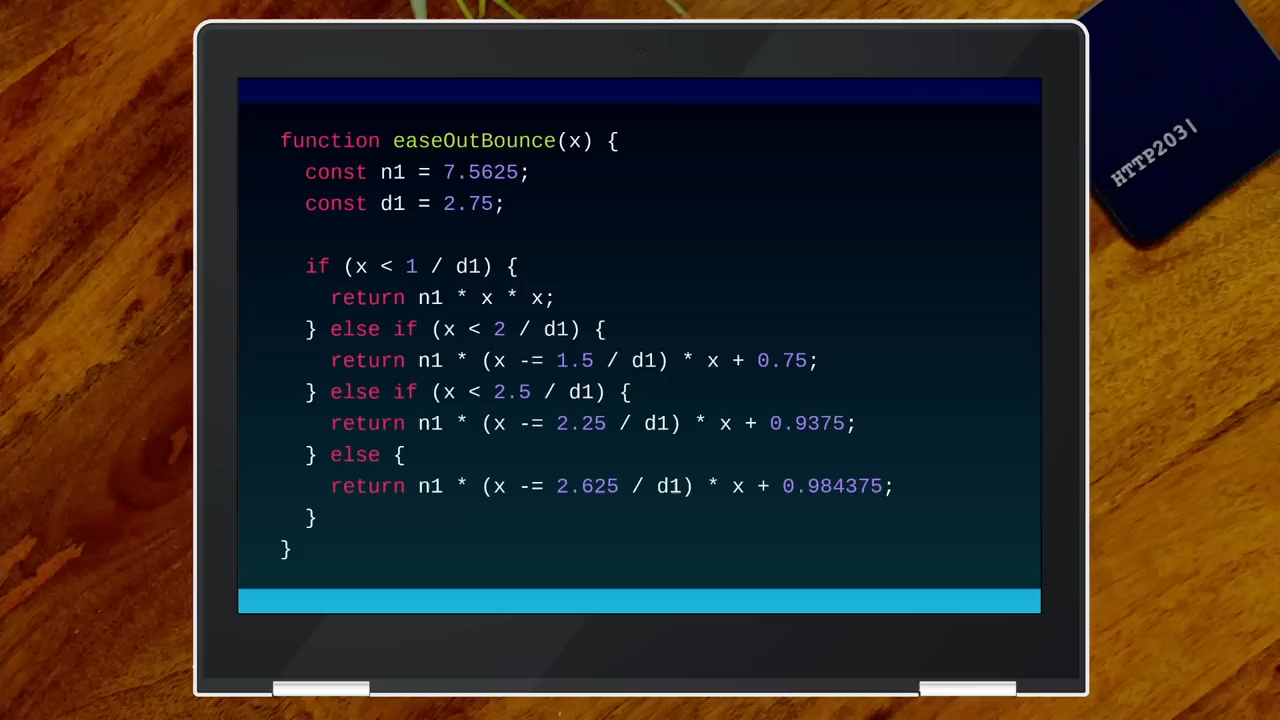 function easeOutBounce(x) {
  const n1 = 7.5625;
  const d1 = 2.75;

  if (x < 1 / d1) {
    return n1 * x * x;
  } else if (x < 2 / d1) {
    return n1 * (x -= 1.5 / d1) * x + 0.75;
  } else if (x < 2.5 / d1) {
    return n1 * (x -= 2.25 / d1) * x + 0.9375;
  } else {
    return n1 * (x -= 2.625 / d1) * x + 0.984375;
  }
}
HTTP203|